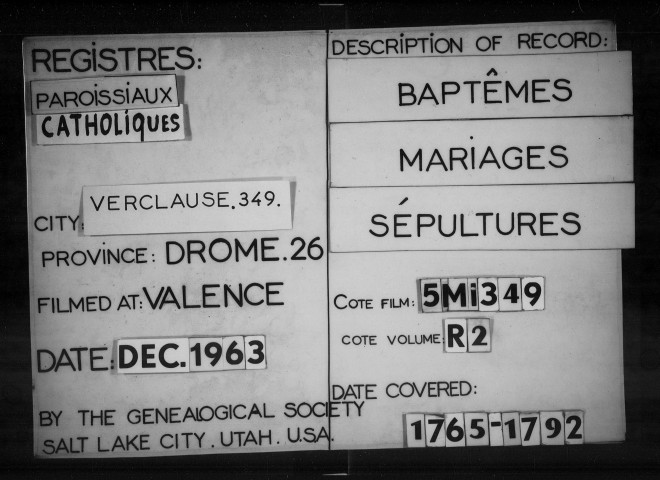 REGISTRES:
PAROISSIAUX
CATHOLIQUES
CITY: VERCLAUSE.349.
PROVINCE: DROME.26
FILMED AT: VALENCE
DATE: DEC.1963
BY THE GENEALOGICAL SOCIETY
SALT LAKE CITY. UTAH. U.S.A.
DESCRIPTION OF RECORD:
BAPTÊMES
MARIAGES
SÉPULTURES
COTE FILM: 5Mi349
COTE VOLUME: R2
DATE COVERED:
1765-1792